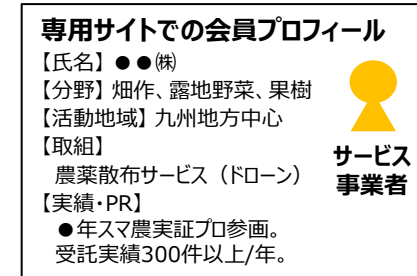 専用サイトでの会員プロフィール
【氏名】●●㈱
【分野】畑作、露地野菜、果樹
【活動地域】九州地方中心
【取組】
農薬散布サービス（ドローン）
【実績・PR】
●年スマ農実証プロ参画。
受託実績300件以上/年。
サービス
事業者